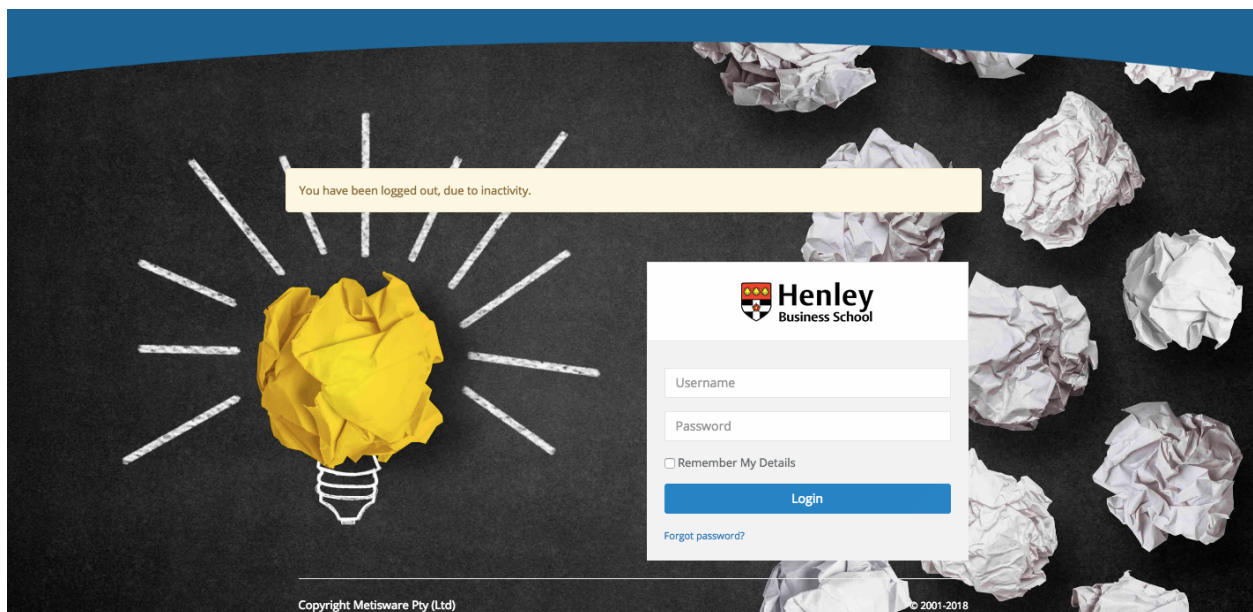 You have been logged out, due to inactivity.
Henley
Business School
Username
Password
Remember My Details
Login
Forgot password?
Copyright Metisware Pty (Ltd)
© 2001-2018